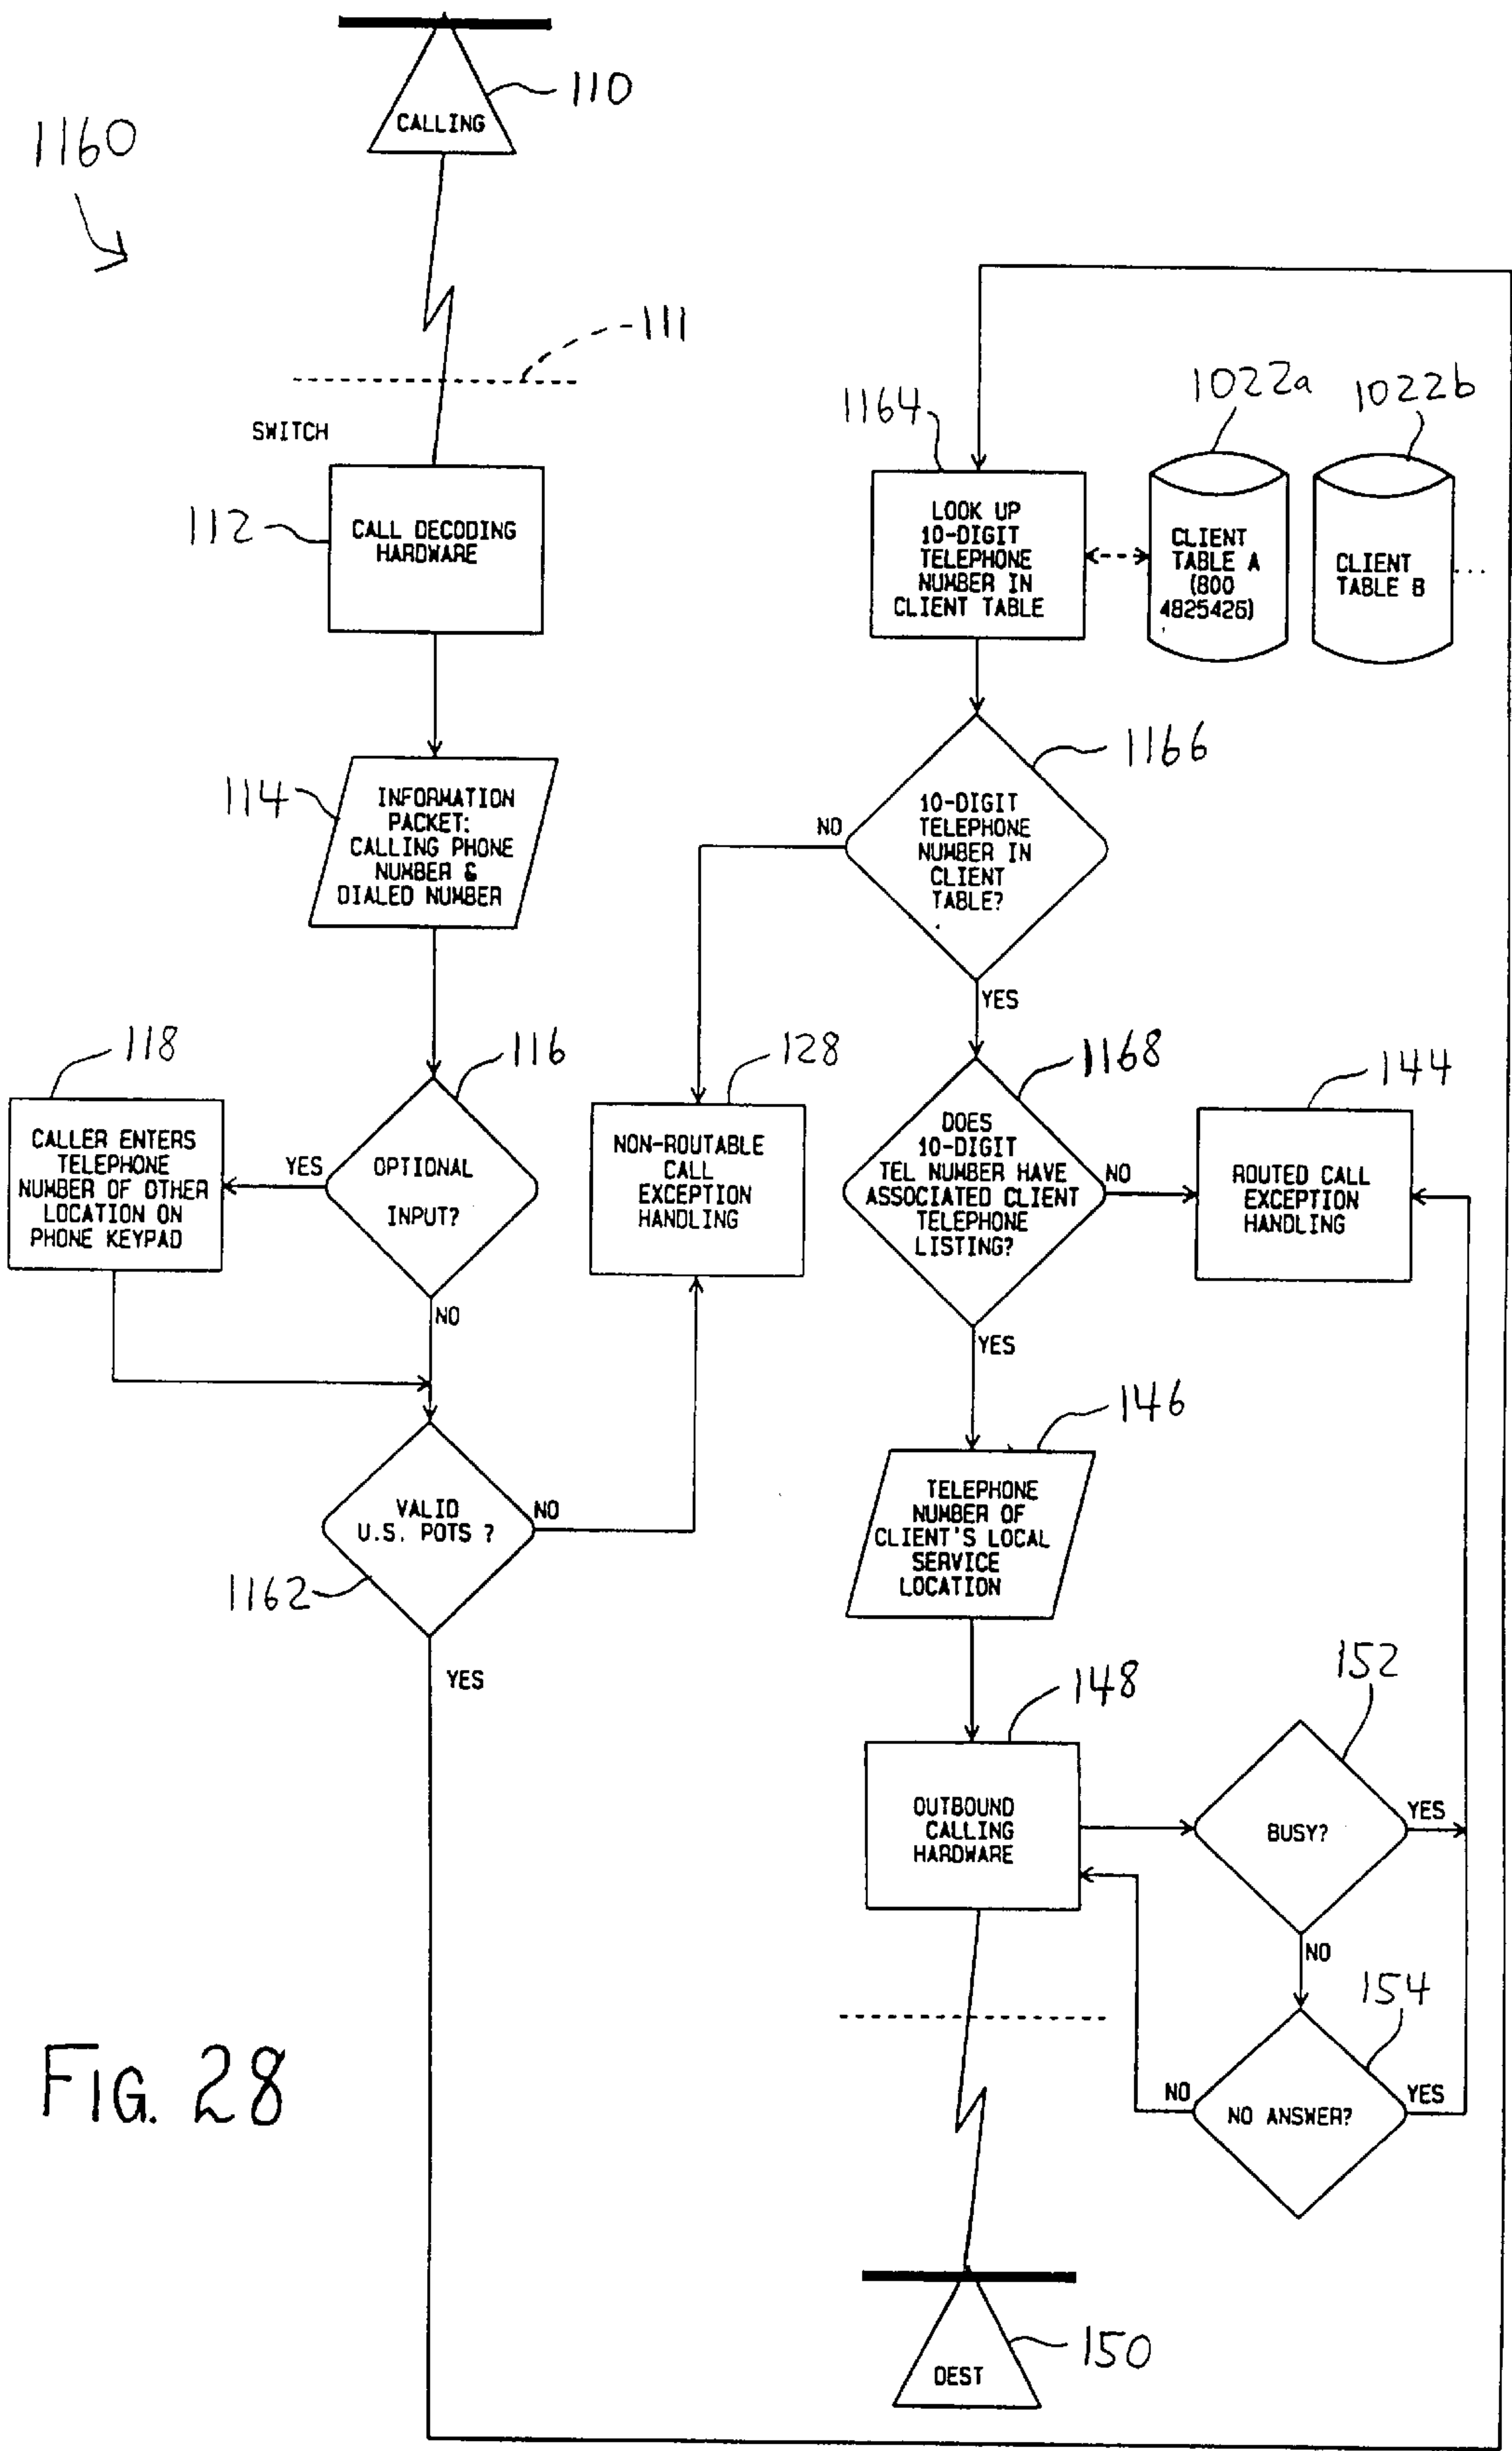 110
CALLING
1160
111
SWITCH
112
CALL DECODING
HARDWARE
114
INFORMATION
PACKET:
CALLING PHONE
NUMBER &
DIALED NUMBER
118
116
CALLER ENTERS
TELEPHONE
NUMBER OF OTHER
LOCATION ON
PHONE KEYPAD
YES
OPTIONAL
INPUT?
NO
VALID
U.S. POTS ?
NO
1162
YES
128
NON-ROUTABLE
CALL
EXCEPTION
HANDLING
1164
LOOK UP
10-DIGIT
TELEPHONE
NUMBER IN
CLIENT TABLE
1022a
CLIENT
TABLE A
(800
4825426)
1022b
CLIENT
TABLE B
...
1166
NO
10-DIGIT
TELEPHONE
NUMBER IN
CLIENT
TABLE?
YES
1168
DOES
10-DIGIT
TEL NUMBER HAVE
ASSOCIATED CLIENT
TELEPHONE
LISTING?
NO
144
ROUTED CALL
EXCEPTION
HANDLING
YES
146
TELEPHONE
NUMBER OF
CLIENT'S LOCAL
SERVICE
LOCATION
148
OUTBOUND
CALLING
HARDWARE
152
BUSY?
YES
NO
154
NO
NO ANSWER?
YES
DEST
150
FIG. 28